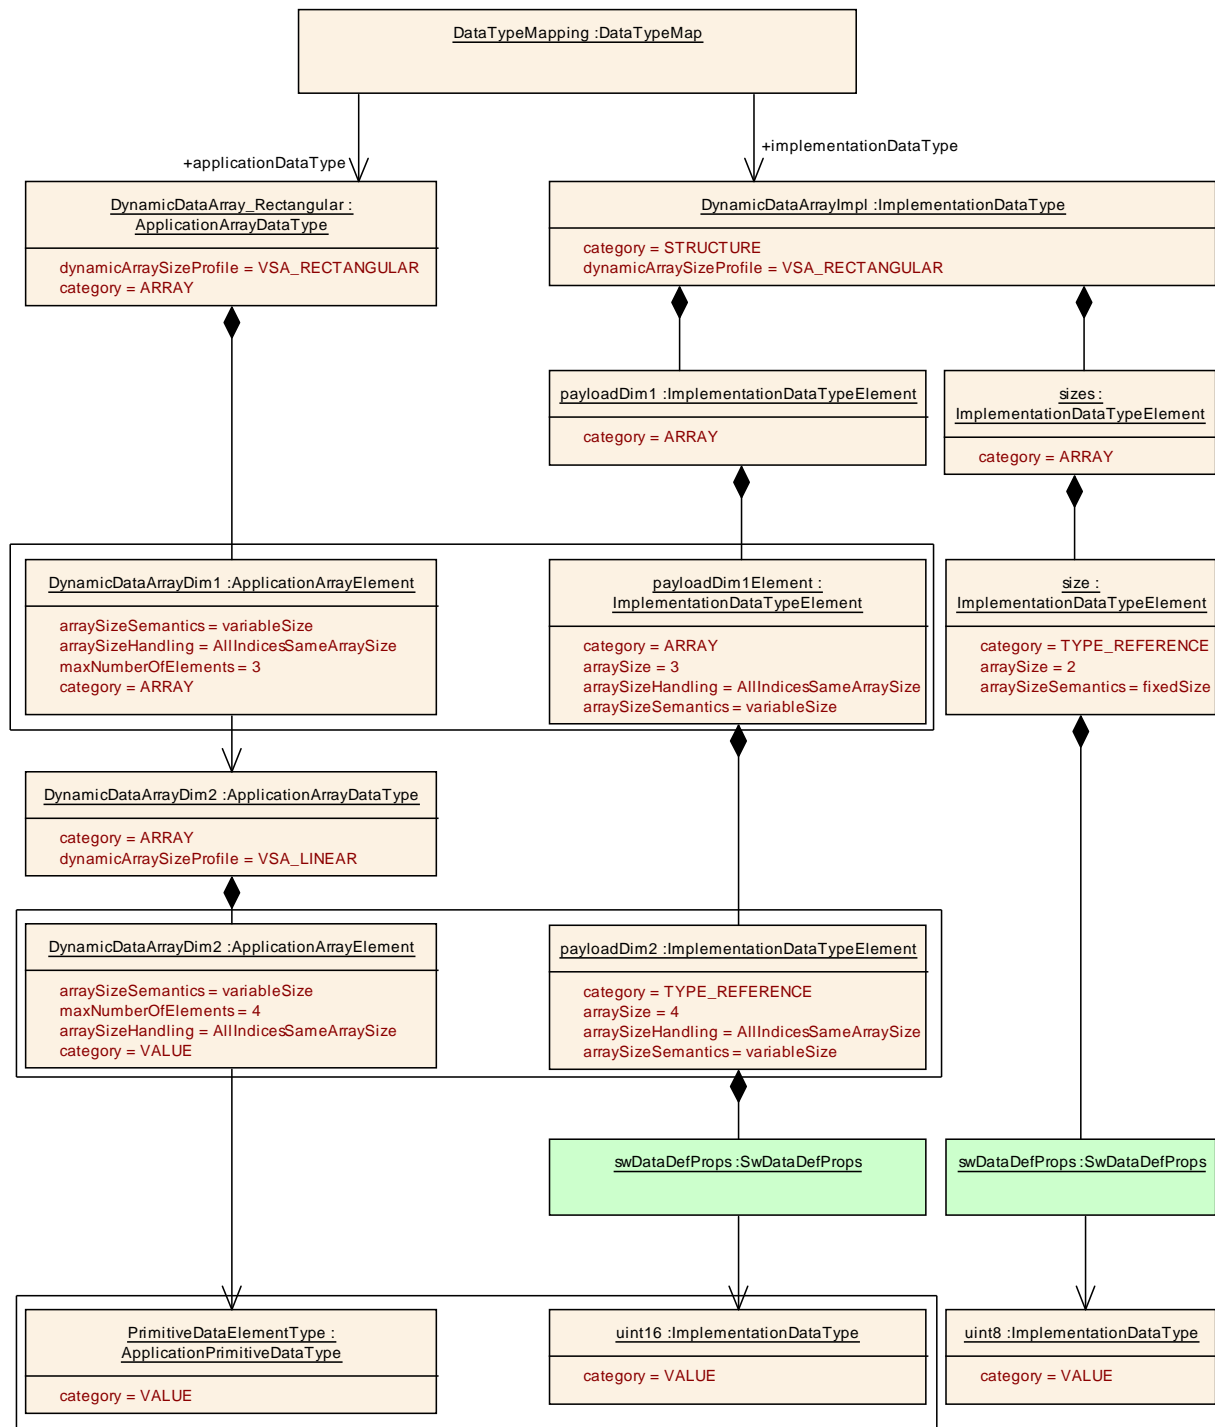 DataTypeMapping :DataTypeMap
+applicationDataType
+implementationDataType
DynamicDataArray_Rectangular :
ApplicationArrayDataType
dynamicArraySizeProfile = VSA_RECTANGULAR
category = ARRAY
DynamicDataArrayImpl :ImplementationDataType
category = STRUCTURE
dynamicArraySizeProfile = VSA_RECTANGULAR
payloadDim1 :ImplementationDataTypeElement
category = ARRAY
sizes :
ImplementationDataTypeElement
category = ARRAY
DynamicDataArrayDim1 :ApplicationArrayElement
arraySizeSemantics = variableSize
arraySizeHandling = AllIndicesSameArraySize
maxNumberOfElements = 3
category = ARRAY
payloadDim1Element :
ImplementationDataTypeElement
category = ARRAY
arraySize = 3
arraySizeHandling = AllIndicesSameArraySize
arraySizeSemantics = variableSize
size :
ImplementationDataTypeElement
category = TYPE_REFERENCE
arraySize = 2
arraySizeSemantics = fixedSize
DynamicDataArrayDim2 :ApplicationArrayDataType
category = ARRAY
dynamicArraySizeProfile = VSA_LINEAR
DynamicDataArrayDim2 :ApplicationArrayElement
arraySizeSemantics = variableSize
maxNumberOfElements = 4
arraySizeHandling = AllIndicesSameArraySize
category = VALUE
payloadDim2 :ImplementationDataTypeElement
category = TYPE_REFERENCE
arraySize = 4
arraySizeHandling = AllIndicesSameArraySize
arraySizeSemantics = variableSize
swDataDefProps :SwDataDefProps
swDataDefProps :SwDataDefProps
PrimitiveDataElementType :
ApplicationPrimitiveDataType
category = VALUE
uint16 :ImplementationDataType
category = VALUE
uint8 :ImplementationDataType
category = VALUE